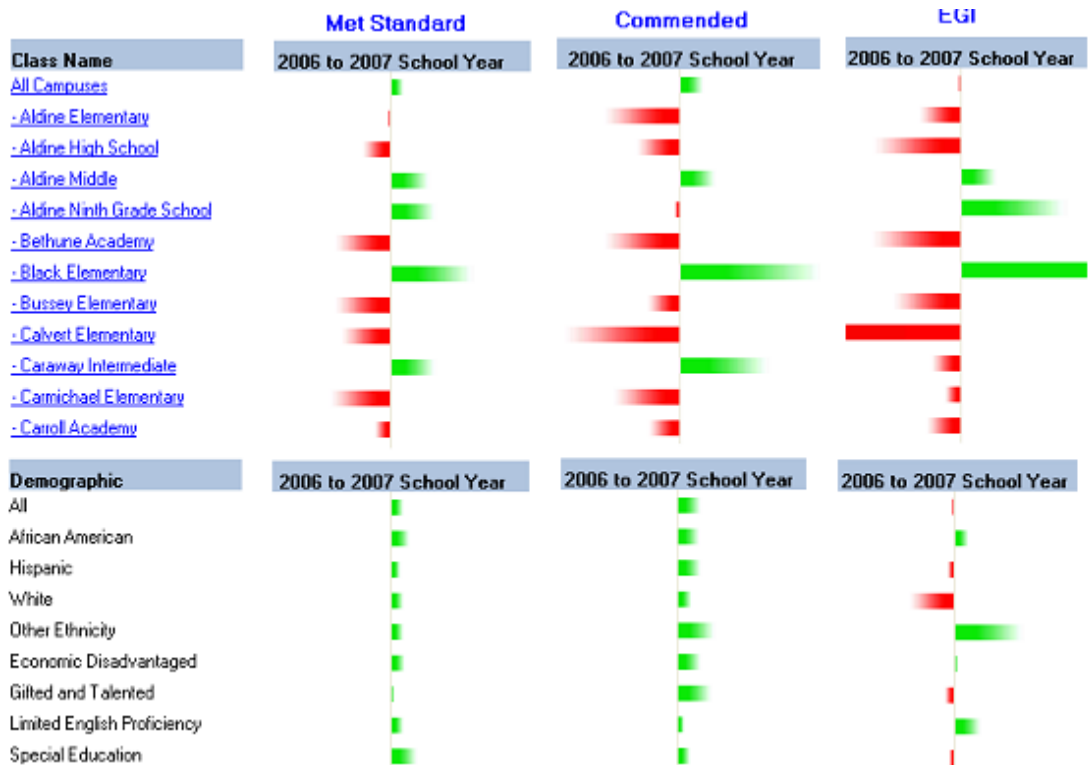 Met Standard Commended EGI
Class Name 2006 to 2007 School Year 2006 to 2007 School Year 2006 to 2007 School Year
All Campuses
- Aldine Elementary
- Aldine High School
- Aldine Middle
- Aldine Ninth Grade School
- Bethune Academy
- Black Elementary
- Bussey Elementary
- Calvert Elementary
- Caraway Intermediate
- Carmichael Elementary
- Carroll Academy
Demographic 2006 to 2007 School Year 2006 to 2007 School Year 2006 to 2007 School Year
All
African American
Hispanic
White
Other Ethnicity
Economic Disadvantaged
Gifted and Talented
Limited English Proficiency
Special Education